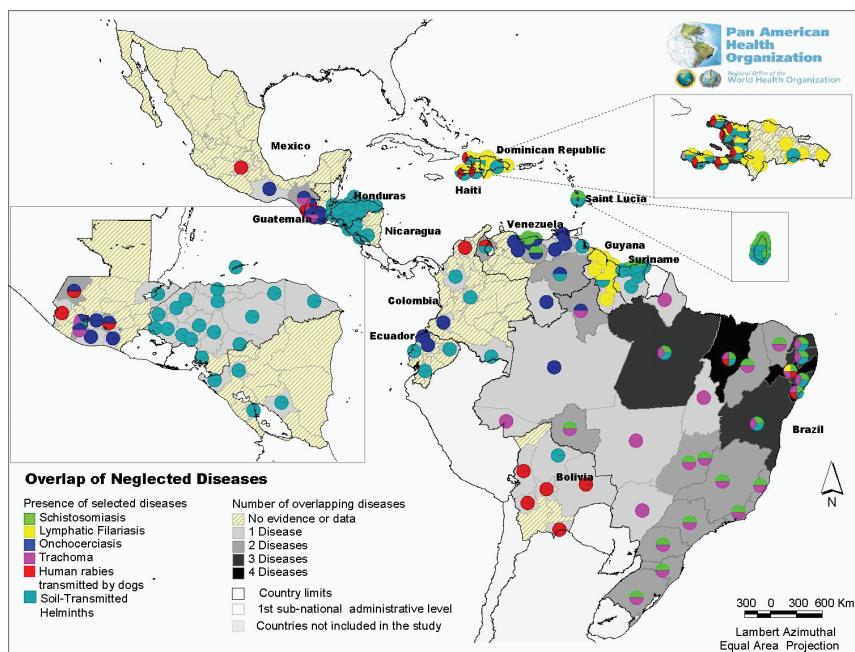 Pan American
Health
Organization
Regional Office of the
World Health Organization
Mexico
Dominican Republic
Haiti
Saint Lucia
Honduras
Guatemala
Nicaragua
Venezuela
Guyana
Suriname
Colombia
Ecuador
Brazil
Bolivia
N
Overlap of Neglected Diseases
Presence of selected diseases
Schistosomiasis
Lymphatic Filariasis
Onchocerciasis
Trachoma
Human rabies
transmitted by dogs
Soil-Transmitted
Helminths
Number of overlapping diseases
No evidence or data
1 Disease
2 Diseases
3 Diseases
4 Diseases
Country limits
1st sub-national administrative level
Countries not included in the study
300 0 300 600 Km
Lambert Azimuthal
Equal Area Projection